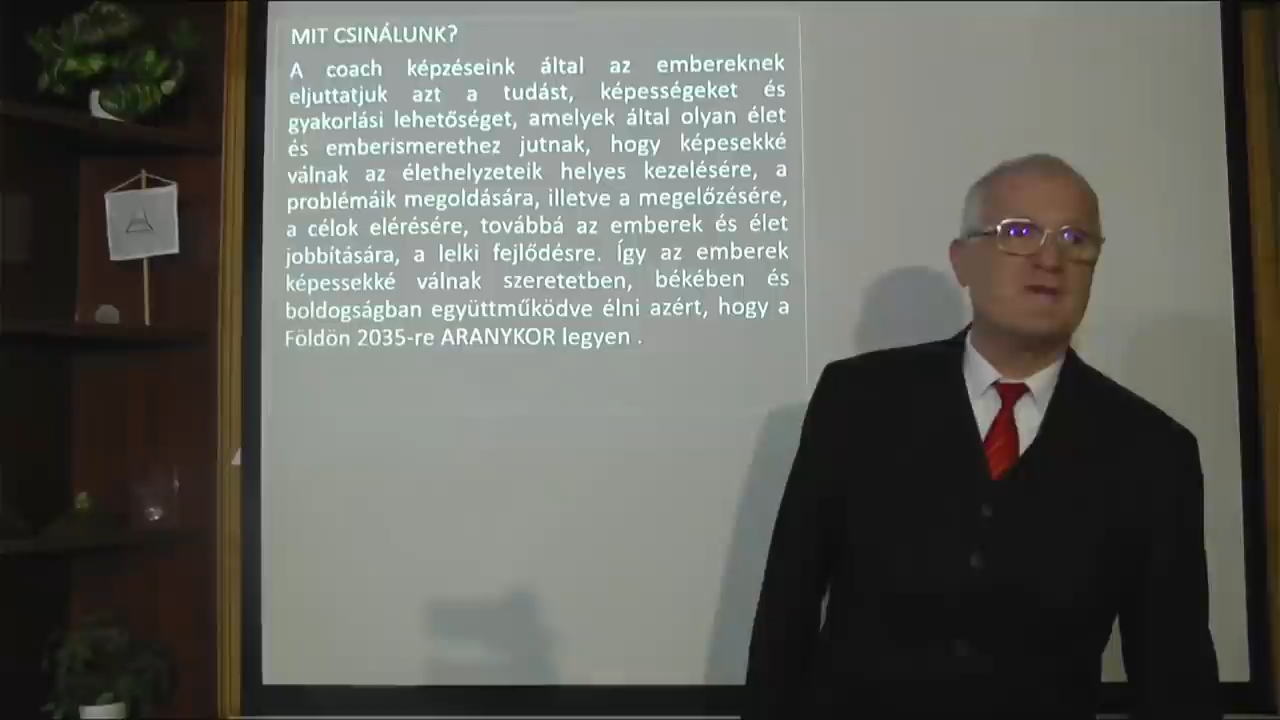 MIT CSINÁLUNK?
A coach képzéseink által az embereknek
eljuttatjuk azt a tudást, képességeket és
gyakorlási lehetőséget, amelyek által olyan élet
és emberismerethez jutnak, hogy képesekké
válnak az élethelyzeteik helyes kezelésére, a
problémáik megoldására, illetve a megelőzésére,
a célok elérésére, továbbá az emberek és élet
jobbítására, a lelki fejlődésre. Így az emberek
képessekké válnak szeretetben, békében és
boldogságban együttműködve élni azért, hogy a
Földön 2035-re ARANYKOR legyen .